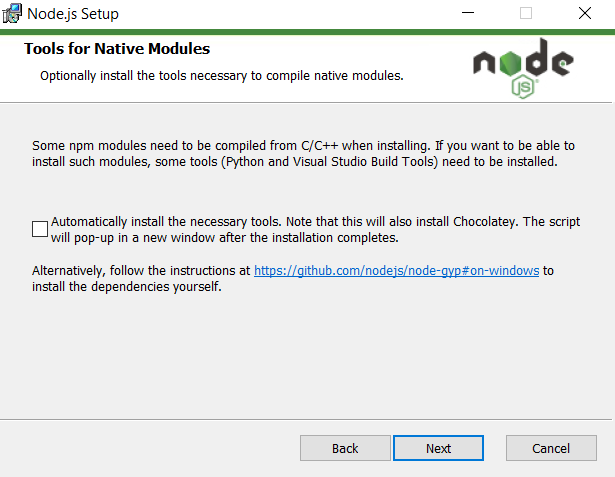 Node.js Setup
Tools for Native Modules
Optionally install the tools necessary to compile native modules.
node
JS
Some npm modules need to be compiled from C/C++ when installing. If you want to be able to
install such modules, some tools (Python and Visual Studio Build Tools) need to be installed.
Automatically install the necessary tools. Note that this will also install Chocolatey. The script
will pop-up in a new window after the installation completes.
Alternatively, follow the instructions at https://github.com/nodejs/node-gyp#on-windows to
install the dependencies yourself.
Back Next Cancel